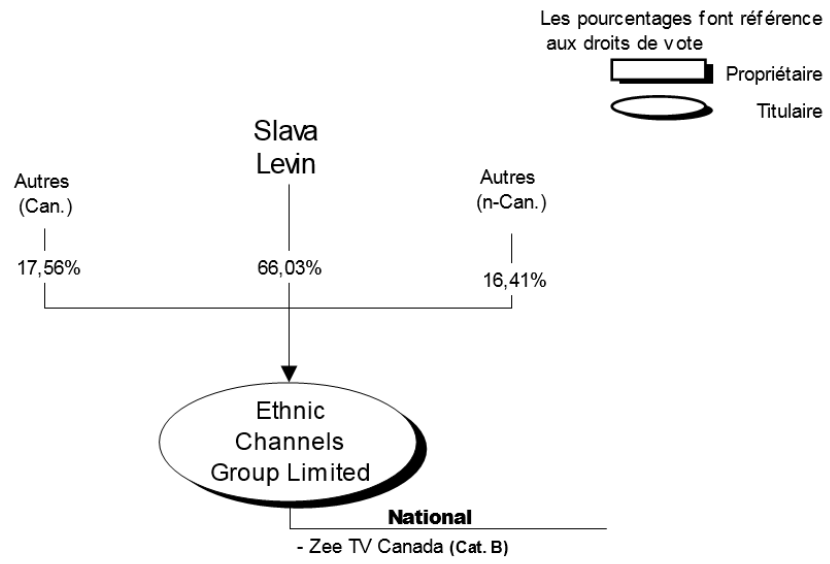 Les pourcentages font référence
aux droits de vote
Propriétaire
Titulaire
Slava
Levin
Autres
(Can.)
Autres
(n-Can.)
17,56%
66,03%
16,41%
Ethnic
Channels
Group Limited
National
- Zee TV Canada (Cat. B)